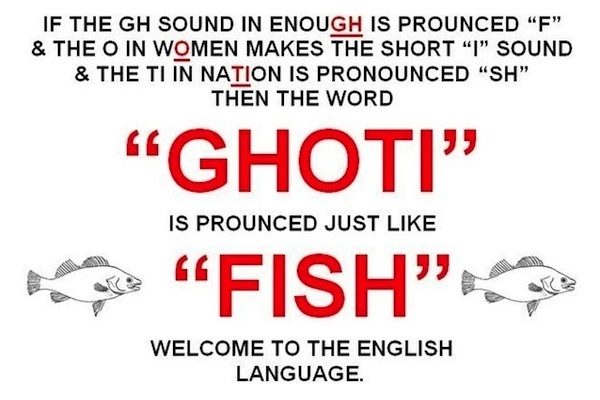 IF THE GH SOUND IN ENOUGH IS PROUNCED “F”
& THE O IN WOMEN MAKES THE SHORT “I” SOUND
& THE TI IN NATION IS PRONOUNCED “SH”
THEN THE WORD
“GHOTI”
IS PROUNCED JUST LIKE
“FISH”
WELCOME TO THE ENGLISH
LANGUAGE.